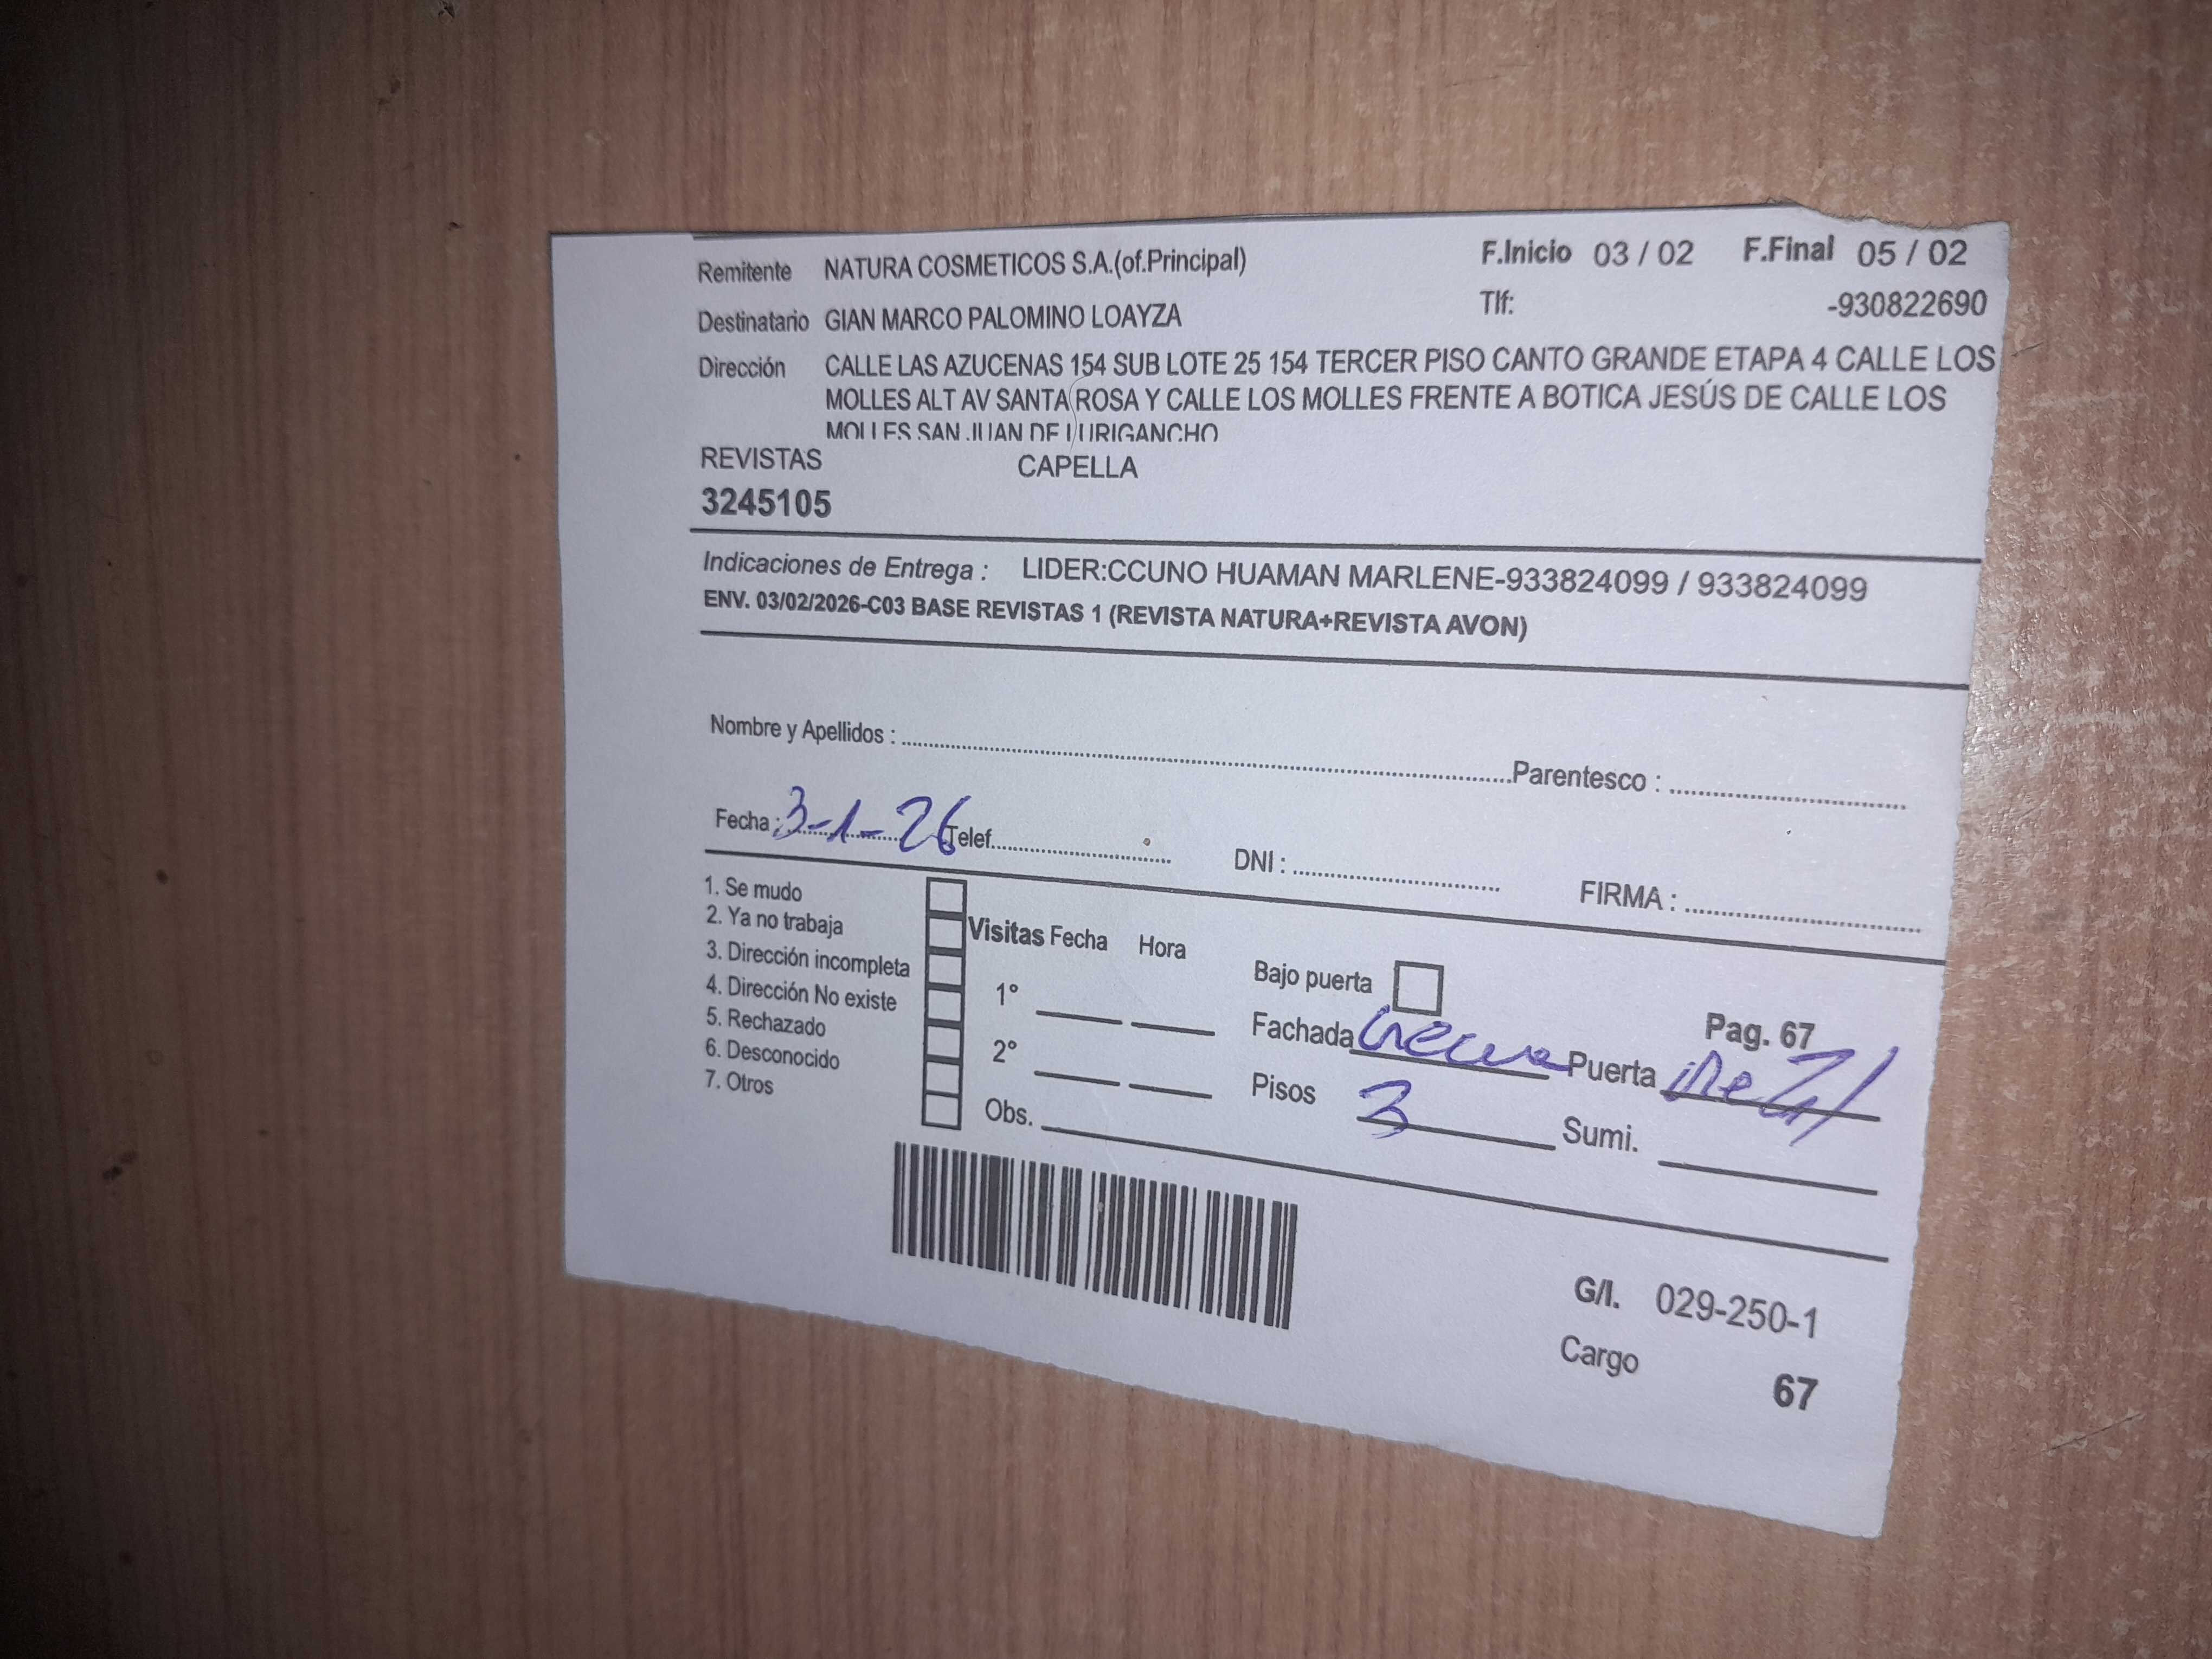 Remitente NATURA COSMETICOS S.A.(of.Principal) F.Inicio 03 / 02 F.Final 05 / 02
Destinatario GIAN MARCO PALOMINO LOAYZA Tlf: -930822690
Dirección CALLE LAS AZUCENAS 154 SUB LOTE 25 154 TERCER PISO CANTO GRANDE ETAPA 4 CALLE LOS
MOLLES ALT AV SANTA ROSA Y CALLE LOS MOLLES FRENTE A BOTICA JESÚS DE CALLE LOS
MOLLES SAN JUAN DE LURIGANCHO
REVISTAS CAPELLA
3245105
Indicaciones de Entrega : LIDER:CCUNO HUAMAN MARLENE-933824099 / 933824099
ENV. 03/02/2026-C03 BASE REVISTAS 1 (REVISTA NATURA+REVISTA AVON)
Nombre y Apellidos : Parentesco :
Fecha : 3-1-26 Telef. DNI : FIRMA :
1. Se mudo
2. Ya no trabaja
3. Dirección incompleta
4. Dirección No existe
5. Rechazado
6. Desconocido
7. Otros
Visitas Fecha Hora
1°
2°
Obs.
Bajo puerta
Pag. 67
Fachada Puerta
Pisos 3 Sumi.
G/I. 029-250-1
Cargo 67